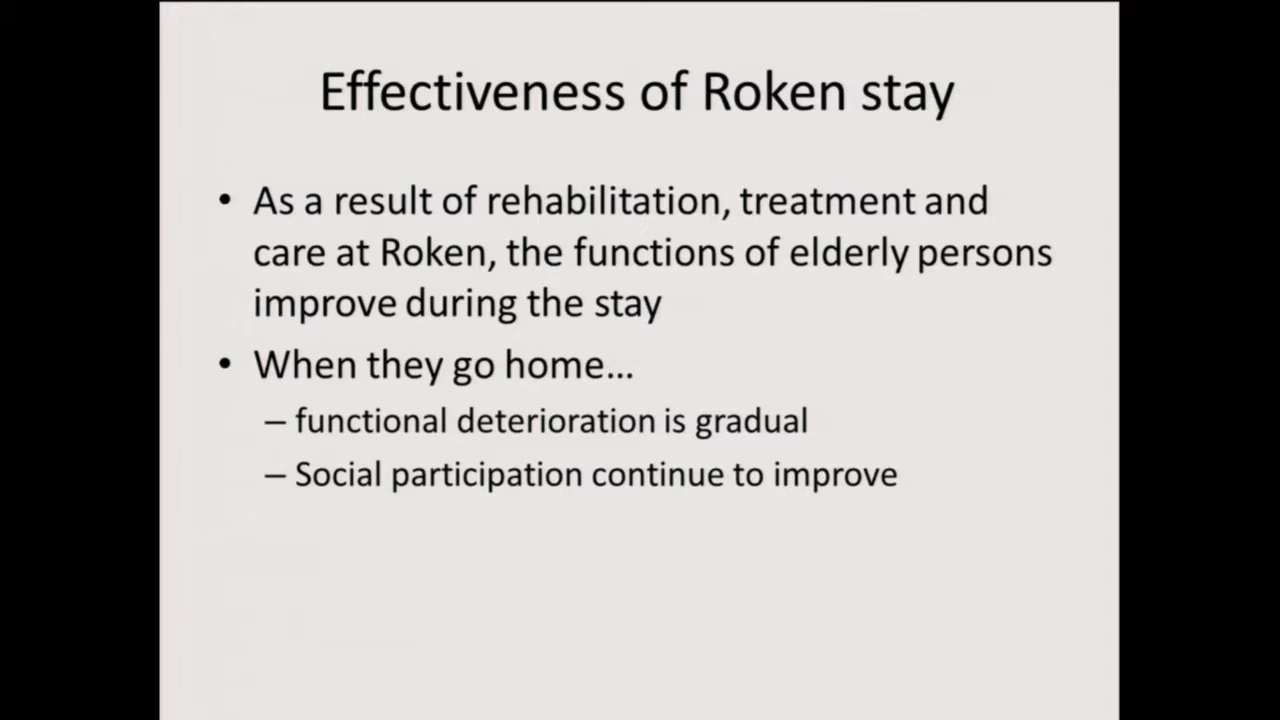 Effectiveness of Roken stay
• As a result of rehabilitation, treatment and
care at Roken, the functions of elderly persons
improve during the stay
• When they go home...
– functional deterioration is gradual
– Social participation continue to improve